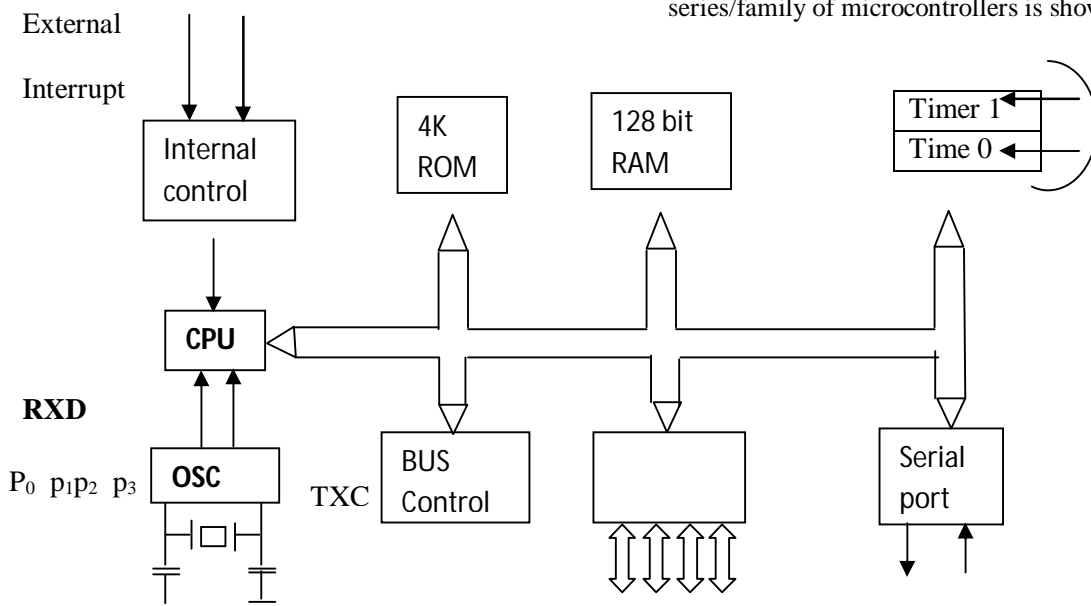 series/family of microcontrollers is show
External
Interrupt
Internal
control
4K
ROM
128 bit
RAM
Timer 1
Time 0
CPU
RXD
P₀ p₁p₂ p₃
OSC
TXC
BUS
Control
Serial
port